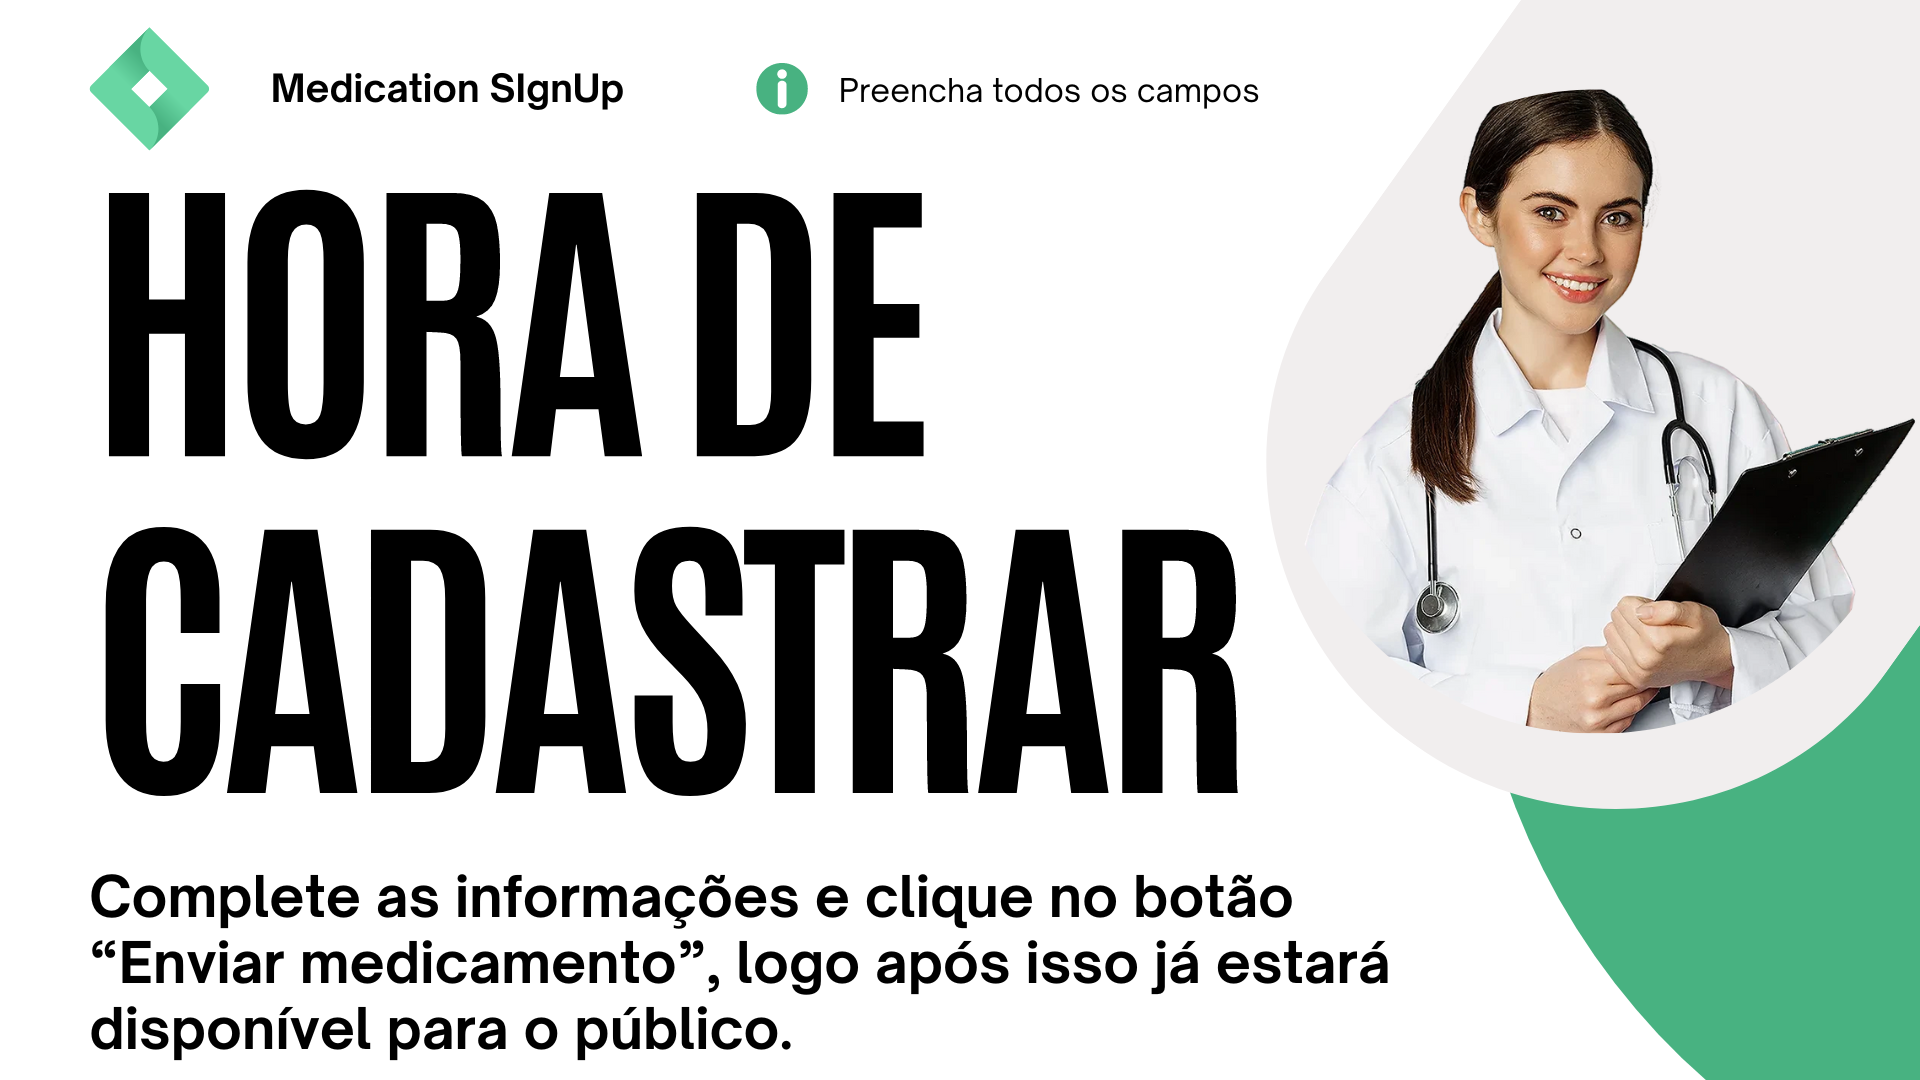 Medication SIgnUp
Preencha todos os campos
HORA DE
CADASTRAR
Complete as informações e clique no botão
“Enviar medicamento”, logo após isso já estará
disponível para o público.